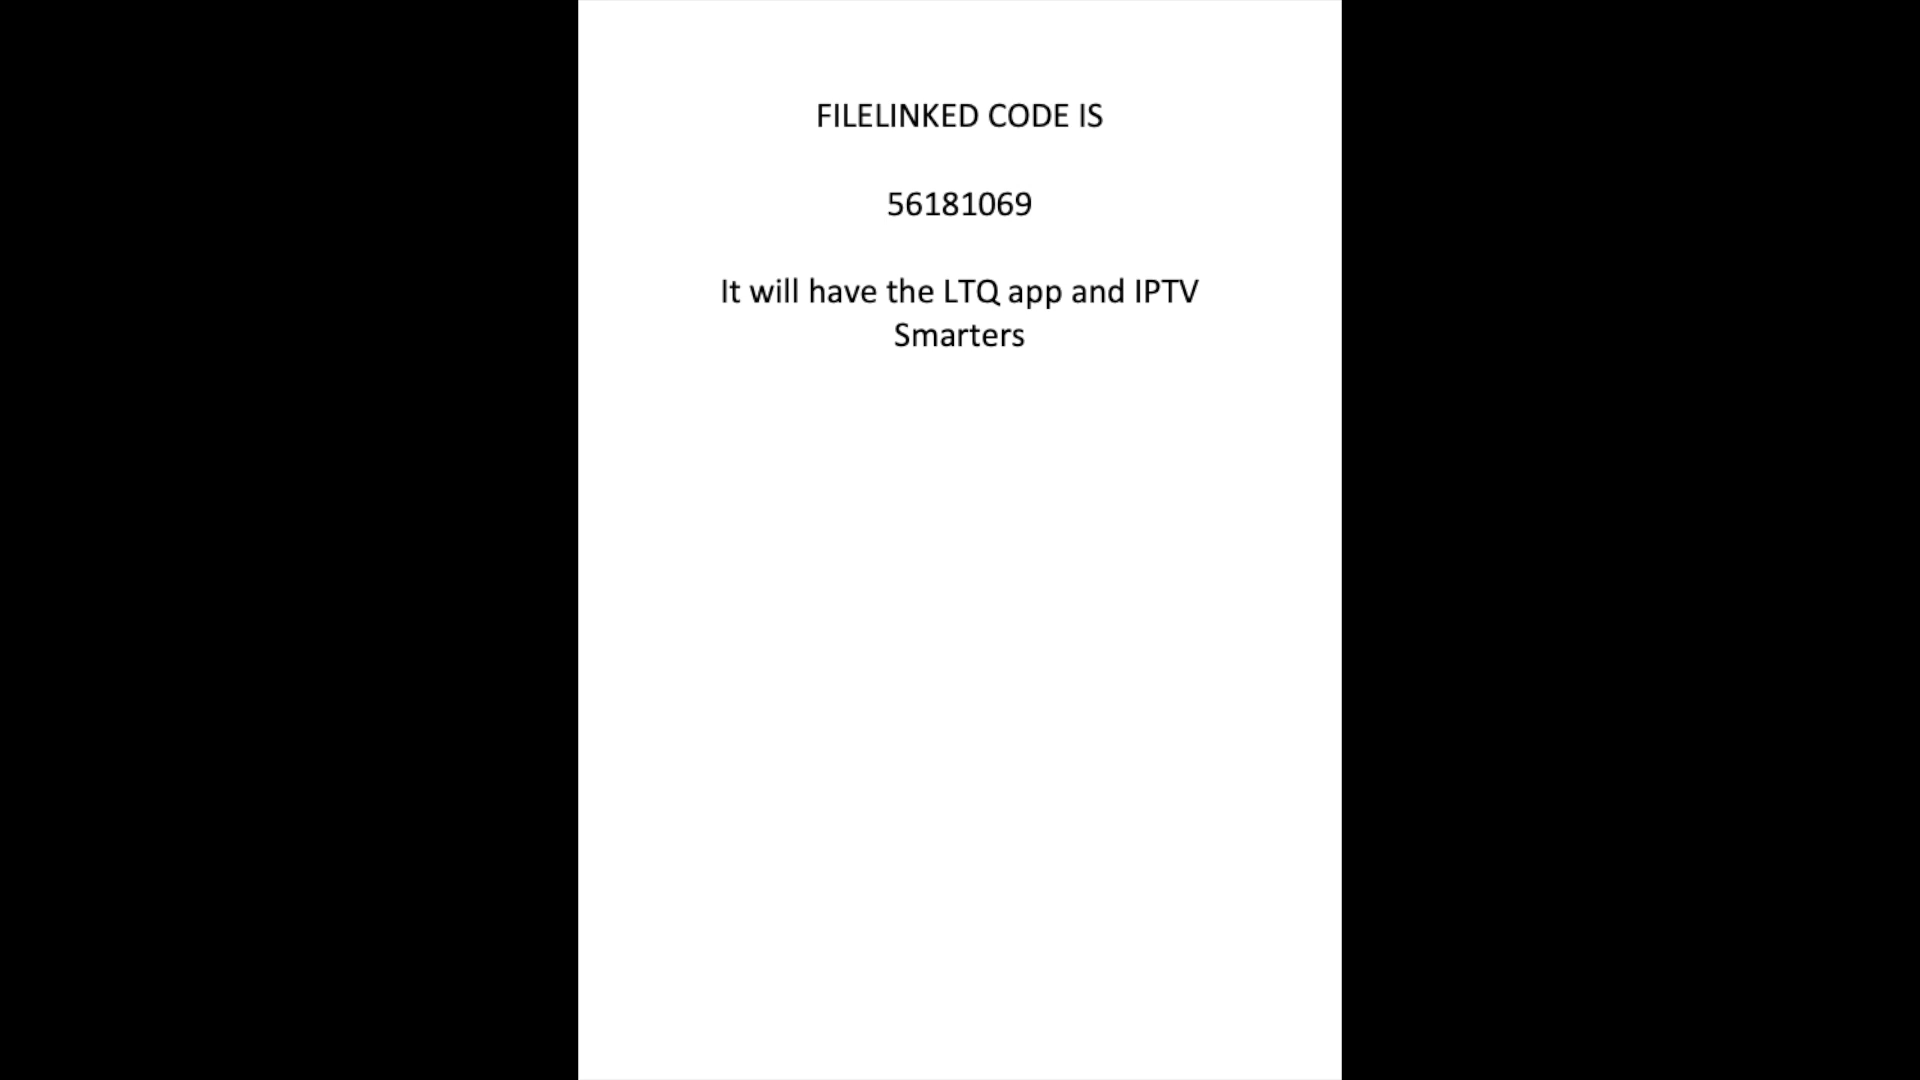 FILELINKED CODE IS
56181069
It will have the LTQ app and IPTV
Smarters